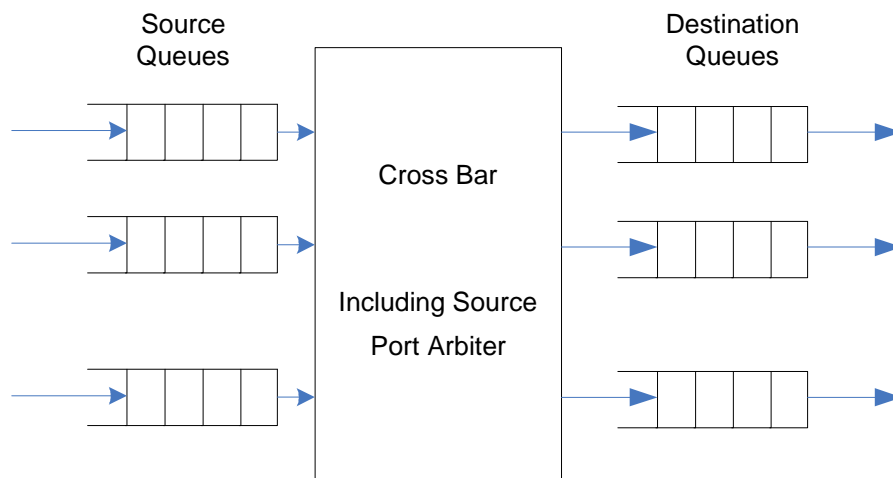 Source
Queues
Destination
Queues
Cross Bar
Including Source
Port Arbiter